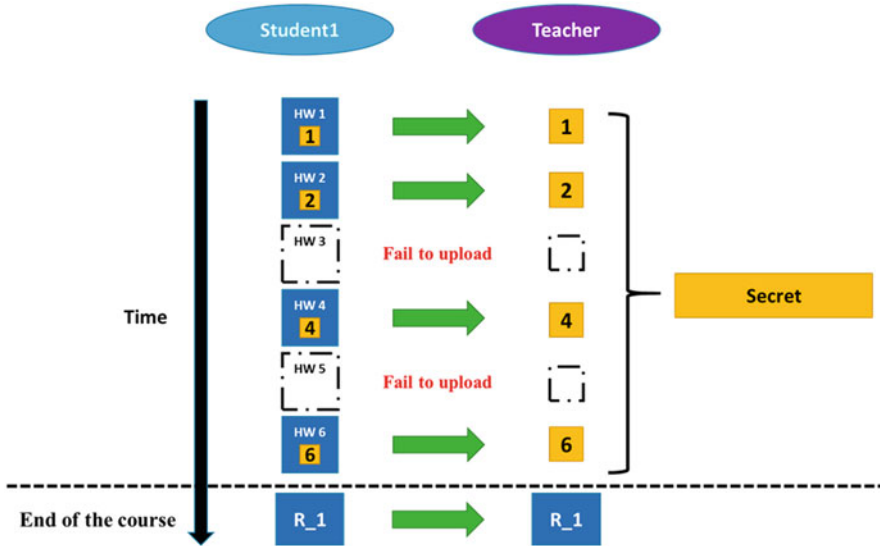 Student1
Teacher
HW 1
1
1
HW 2
2
2
HW 3
Fail to upload
Secret
Time
HW 4
4
4
HW 5
Fail to upload
HW 6
6
6
End of the course
R_1
R_1